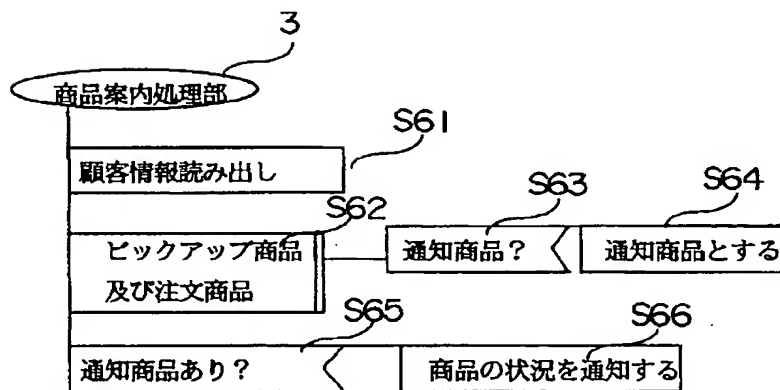 3
商品案内処理部
S61
顧客情報読み出し
S62
S63
S64
ピックアップ商品
及び注文商品
通知商品?
通知商品とする
S65
S66
通知商品あり?
商品の状況を通知する